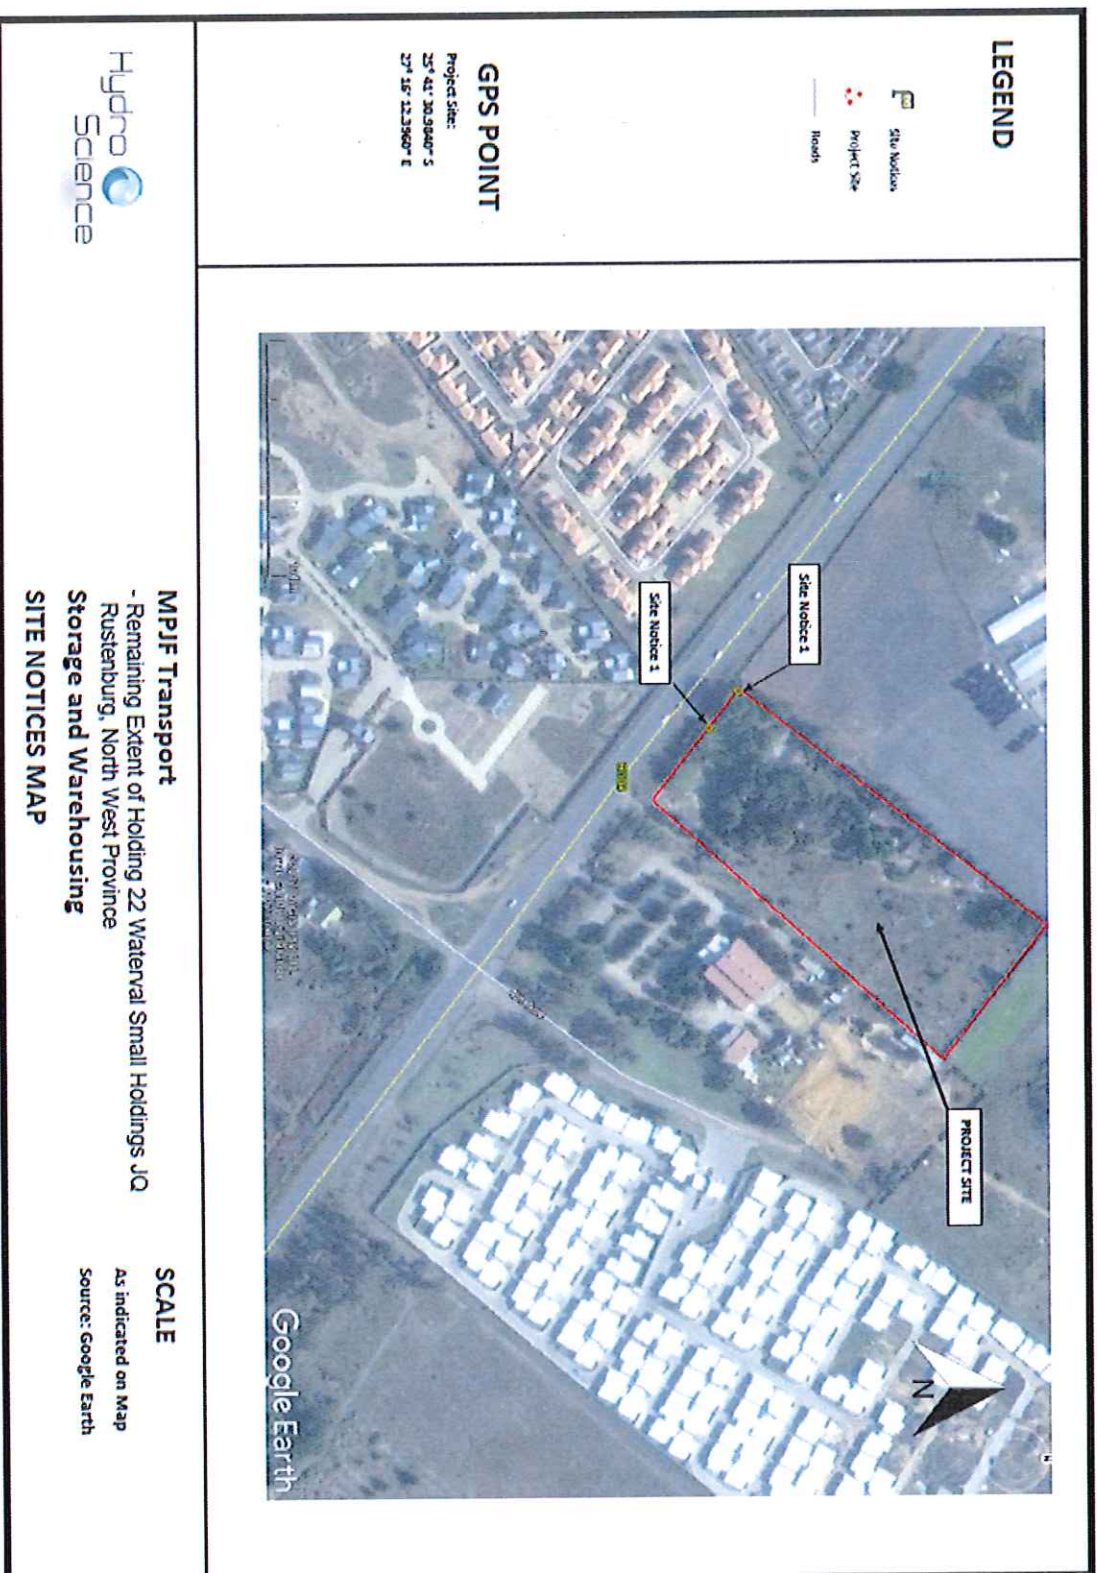 LEGEND
Site Notices
Project Site
Roads
GPS POINT
Project Site:
25° 41' 30.9840" S
27° 16' 12.3960" E
Site Notice 1
Site Notice 1
PROJECT SITE
N
Google Earth
Hydro
Science
MPJF Transport
- Remaining Extent of Holding 22 Waterval Small Holdings JQ
Rustenburg, North West Province
Storage and Warehousing
SITE NOTICES MAP
SCALE
As indicated on Map
Source: Google Earth